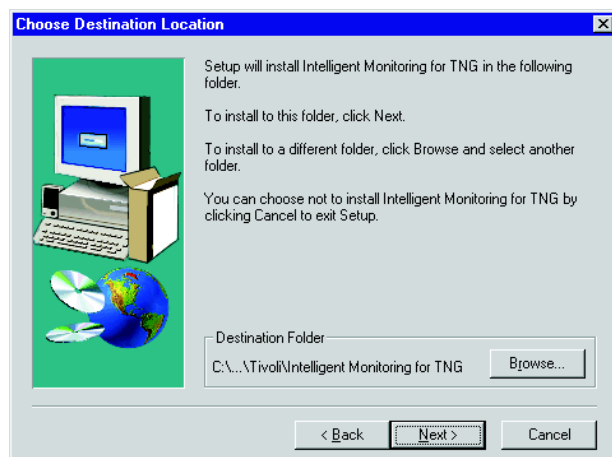 Choose Destination Location
Setup will install Intelligent Monitoring for TNG in the following
folder.
To install to this folder, click Next.
To install to a different folder, click Browse and select another
folder.
You can choose not to install Intelligent Monitoring for TNG by
clicking Cancel to exit Setup.
Destination Folder
C:\...\Tivoli\Intelligent Monitoring for TNG
Browse...
< Back
Next >
Cancel